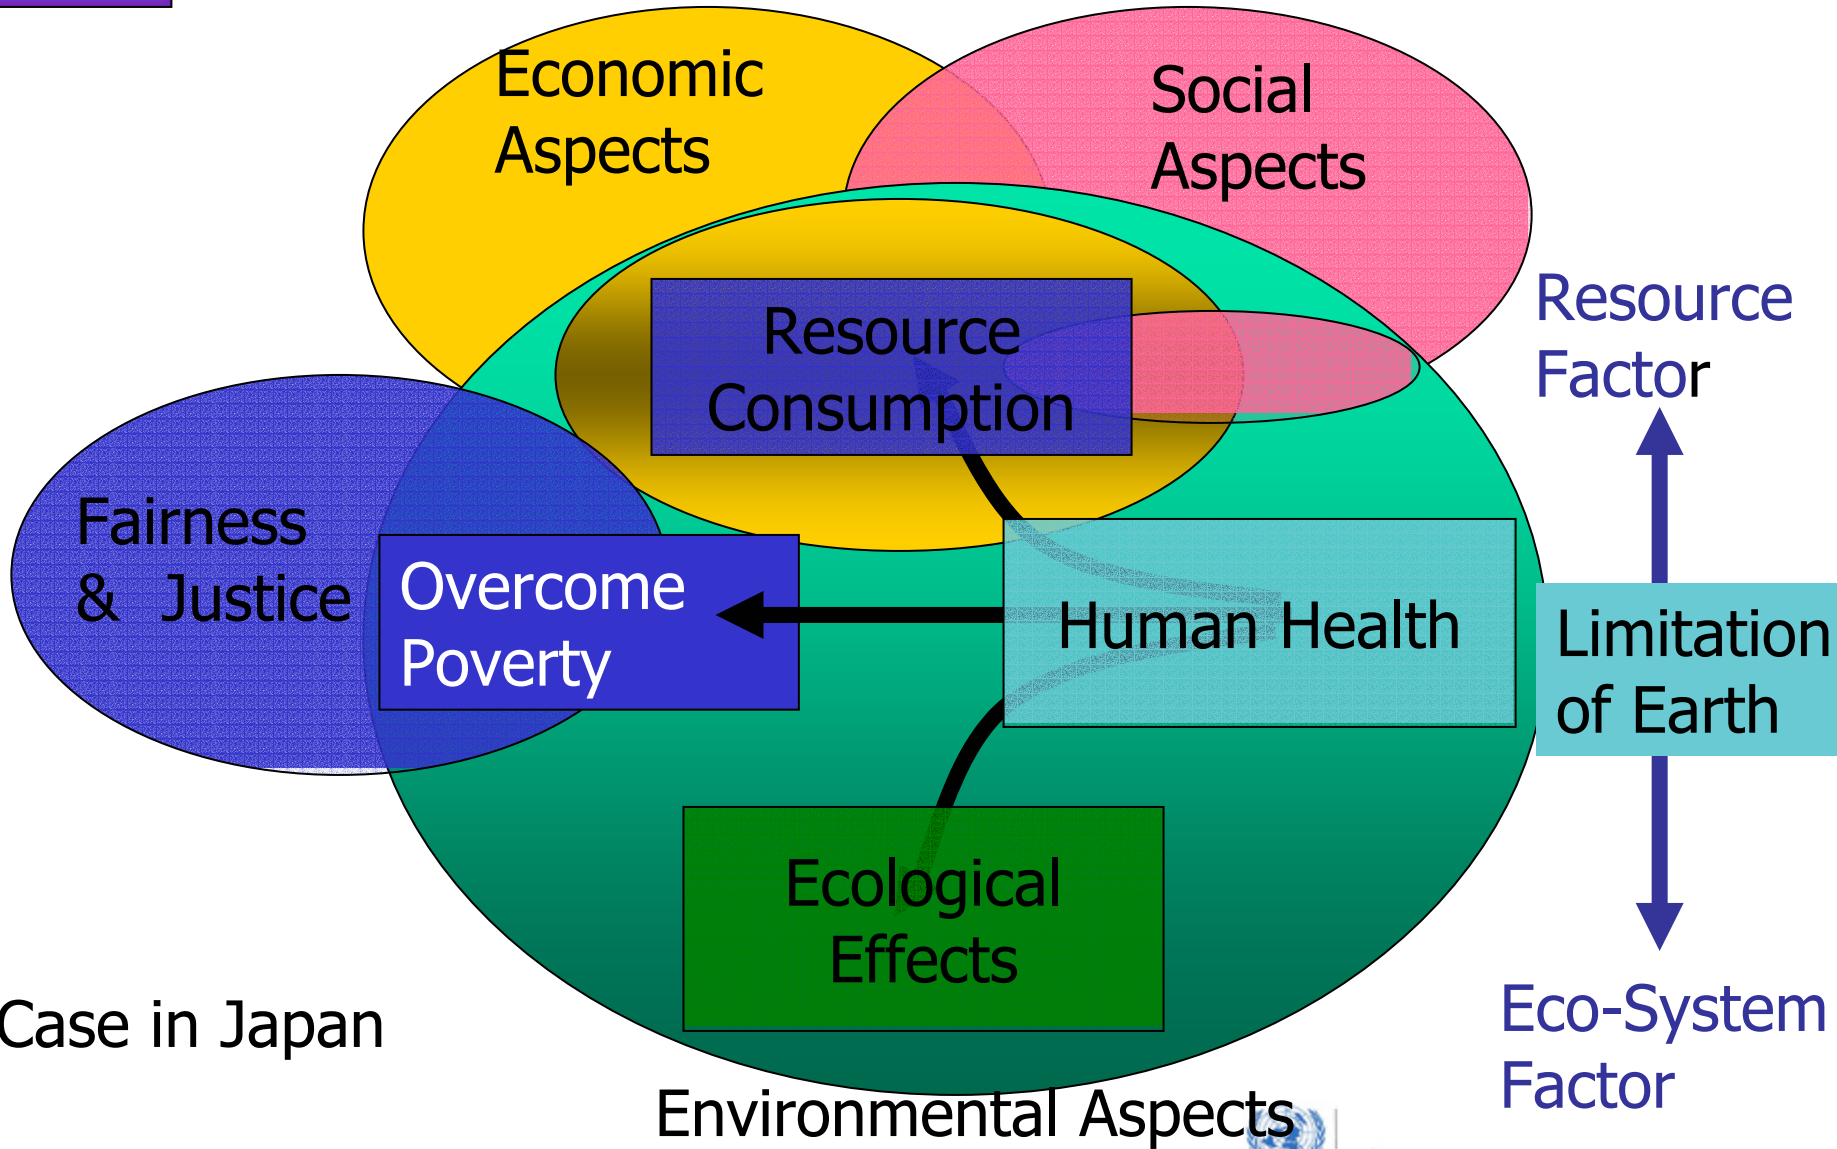 Economic
Aspects
Social
Aspects
Resource
Factor
Resource
Consumption
Fairness
& Justice
Overcome
Poverty
Human Health
Limitation
of Earth
Ecological
Effects
Case in Japan
Eco-System
Factor
Environmental Aspects